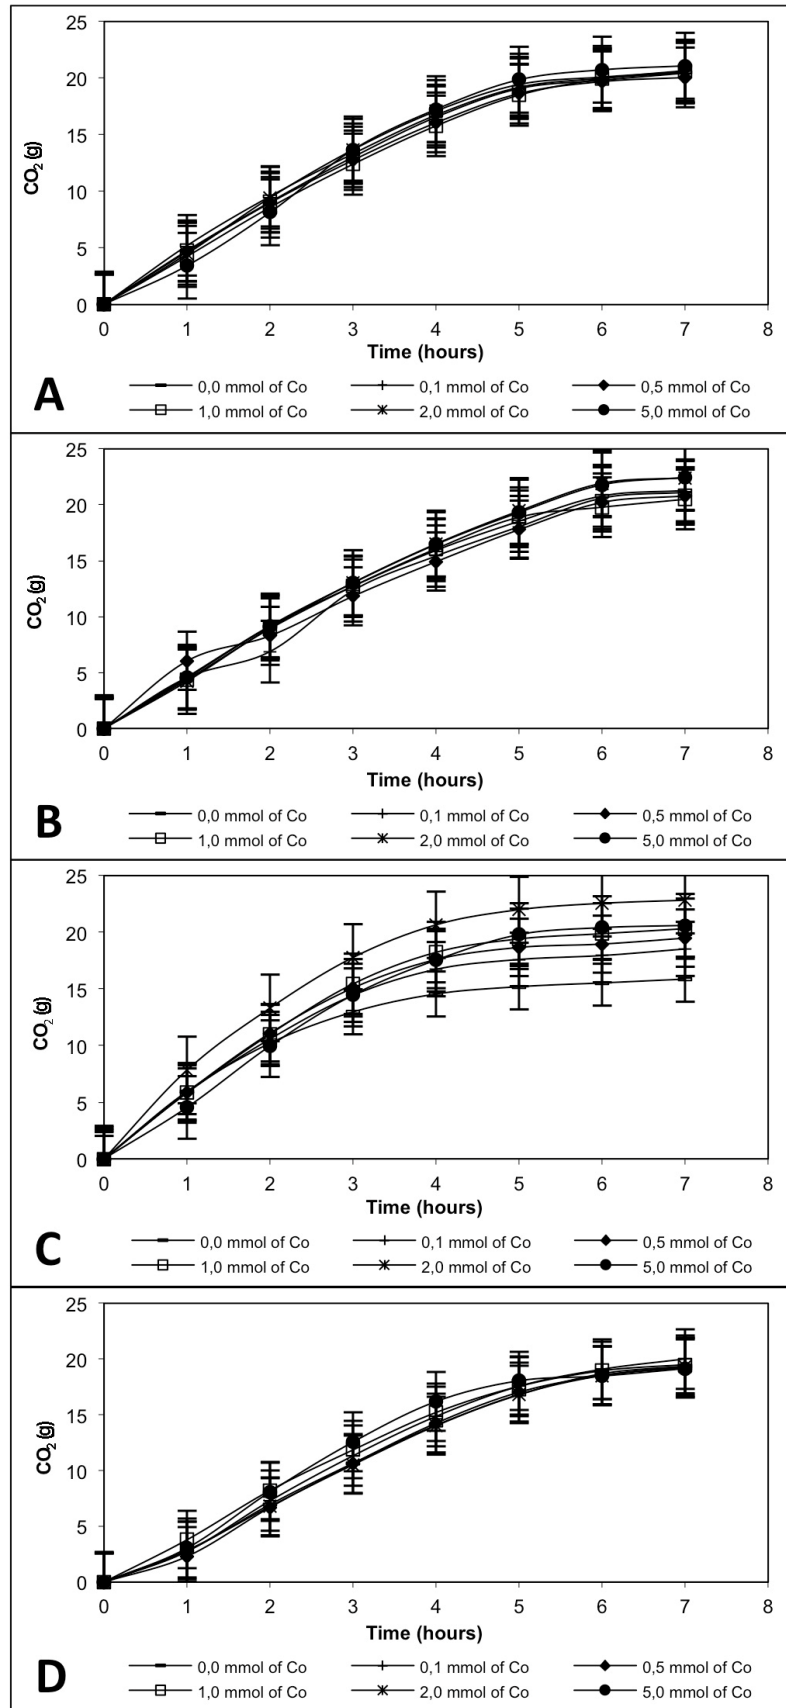 25
20
15
10
5
0
CO2 (g)
0 1 2 3 4 5 6 7 8
Time (hours)
0,0 mmol of Co 0,1 mmol of Co 0,5 mmol of Co
1,0 mmol of Co 2,0 mmol of Co 5,0 mmol of Co
A
25
20
15
10
5
0
CO2 (g)
0 1 2 3 4 5 6 7 8
Time (hours)
0,0 mmol of Co 0,1 mmol of Co 0,5 mmol of Co
1,0 mmol of Co 2,0 mmol of Co 5,0 mmol of Co
B
25
20
15
10
5
0
CO2 (g)
0 1 2 3 4 5 6 7 8
Time (hours)
0,0 mmol of Co 0,1 mmol of Co 0,5 mmol of Co
1,0 mmol of Co 2,0 mmol of Co 5,0 mmol of Co
C
25
20
15
10
5
0
CO2 (g)
0 1 2 3 4 5 6 7 8
Time (hours)
0,0 mmol of Co 0,1 mmol of Co 0,5 mmol of Co
1,0 mmol of Co 2,0 mmol of Co 5,0 mmol of Co
D